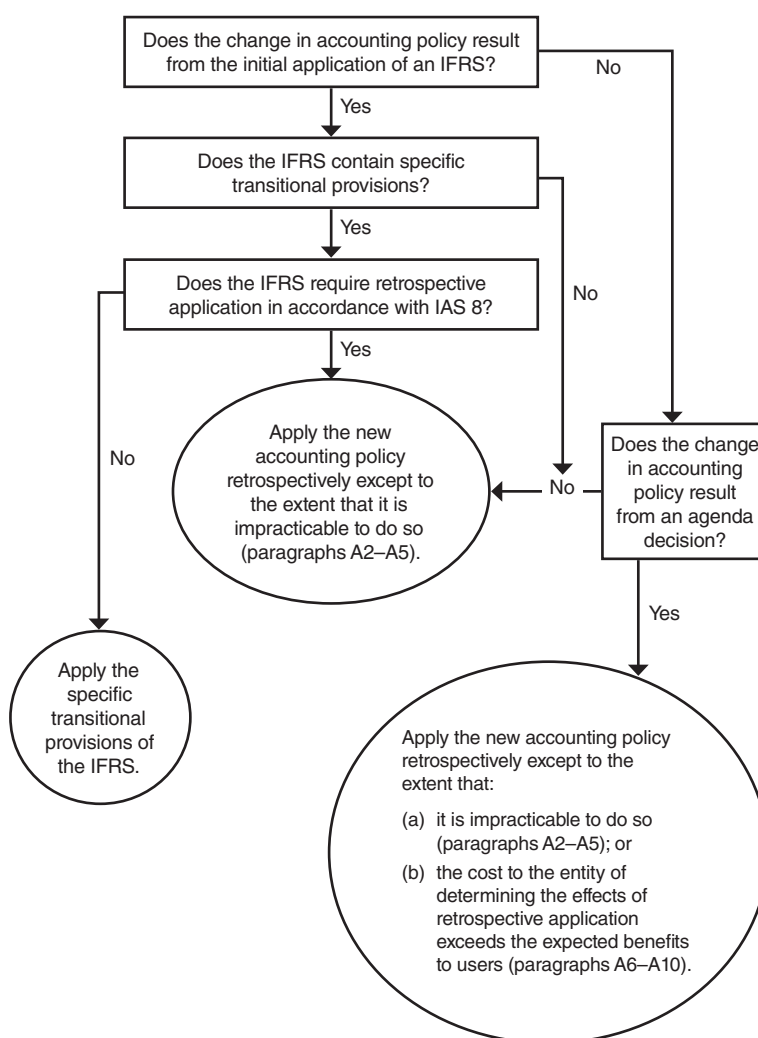 Does the change in accounting policy result
from the initial application of an IFRS?
No
Yes
Does the IFRS contain specific
transitional provisions?
Yes
No
Does the IFRS require retrospective
application in accordance with IAS 8?
Yes
No
Apply the new
accounting policy
retrospectively except to
the extent that it is
impracticable to do so
(paragraphs A2–A5).
No
Does the change
in accounting
policy result
from an agenda
decision?
Yes
Apply the
specific
transitional
provisions of
the IFRS.
Apply the new accounting policy
retrospectively except to the
extent that:
(a) it is impracticable to do so
(paragraphs A2–A5); or
(b) the cost to the entity of
determining the effects of
retrospective application
exceeds the expected benefits
to users (paragraphs A6–A10).